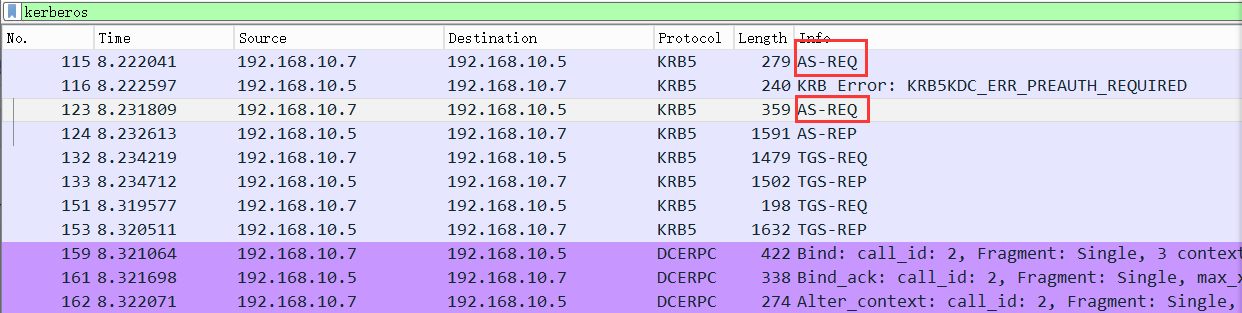 kerberos
No. Time Source Destination Protocol Length Info
115 8.222041 192.168.10.7 192.168.10.5 KRB5 279 AS-REQ
116 8.222597 192.168.10.5 192.168.10.7 KRB5 240 KRB Error: KRB5KDC_ERR_PREAUTH_REQUIRED
123 8.231809 192.168.10.7 192.168.10.5 KRB5 359 AS-REQ
124 8.232613 192.168.10.5 192.168.10.7 KRB5 1591 AS-REP
132 8.234219 192.168.10.7 192.168.10.5 KRB5 1479 TGS-REQ
133 8.234712 192.168.10.5 192.168.10.7 KRB5 1502 TGS-REP
151 8.319577 192.168.10.7 192.168.10.5 KRB5 198 TGS-REQ
153 8.320511 192.168.10.5 192.168.10.7 KRB5 1632 TGS-REP
159 8.321064 192.168.10.7 192.168.10.5 DCERPC 422 Bind: call_id: 2, Fragment: Single, 3 context
161 8.321698 192.168.10.5 192.168.10.7 DCERPC 338 Bind_ack: call_id: 2, Fragment: Single, max_x
162 8.322071 192.168.10.7 192.168.10.5 DCERPC 274 Alter_context: call_id: 2, Fragment: Single,